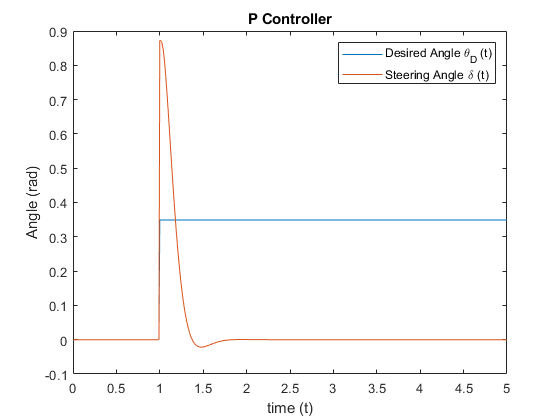 P Controller
Desired Angle θ_D (t)
Steering Angle δ (t)
Angle (rad)
0.9
0.8
0.7
0.6
0.5
0.4
0.3
0.2
0.1
0
-0.1
0 0.5 1 1.5 2 2.5 3 3.5 4 4.5 5
time (t)